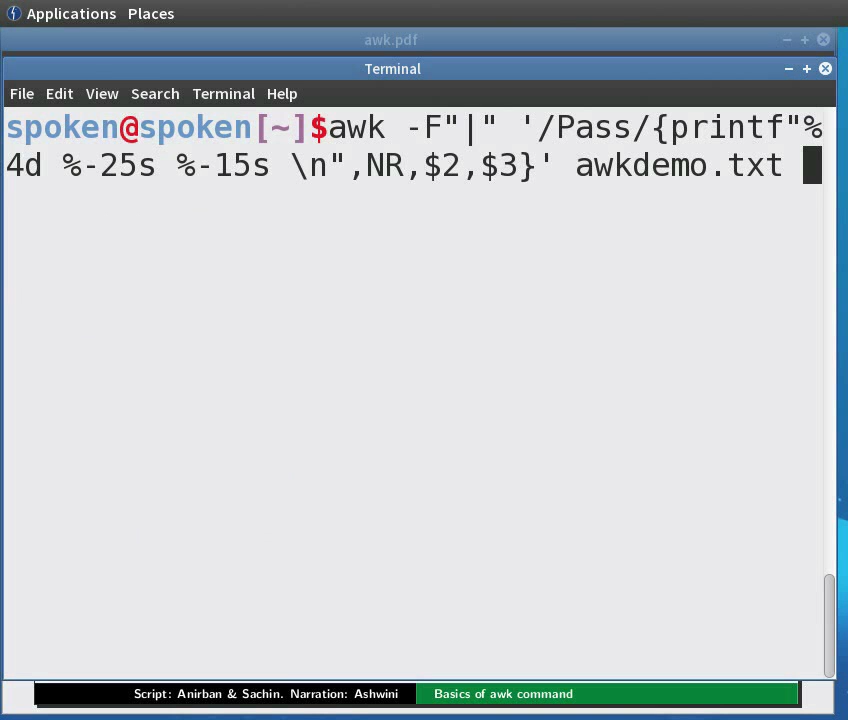 Applications Places
awk.pdf
Terminal
File Edit View Search Terminal Help
spoken@spoken[~]$awk -F"|" '/Pass/{printf"%
4d %-25s %-15s \n",NR,$2,$3}' awkdemo.txt
Script: Anirban & Sachin. Narration: Ashwini Basics of awk command